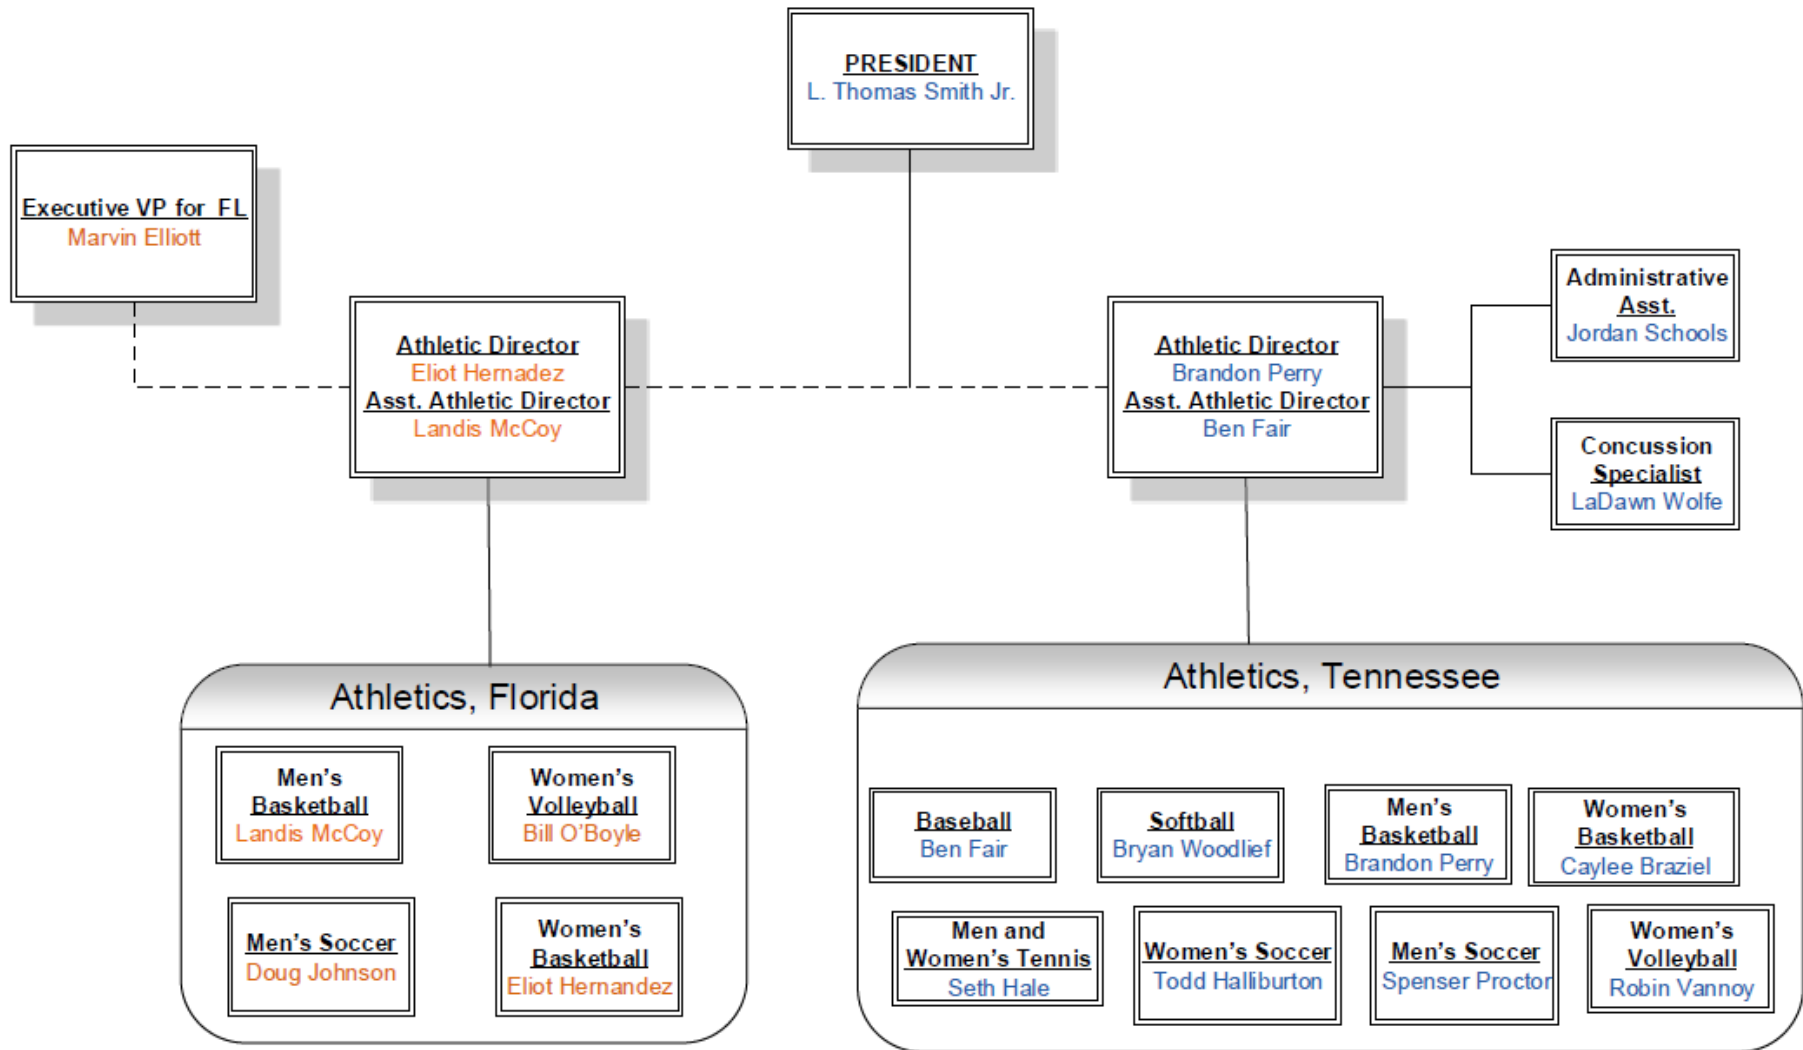 PRESIDENT
L. Thomas Smith Jr.
Executive VP for FL
Marvin Elliott
Athletic Director
Eliot Hernadez
Asst. Athletic Director
Landis McCoy
Athletic Director
Brandon Perry
Asst. Athletic Director
Ben Fair
Administrative
Asst.
Jordan Schools
Concussion
Specialist
LaDawn Wolfe
Athletics, Florida
Men's
Basketball
Landis McCoy
Women's
Volleyball
Bill O'Boyle
Men's Soccer
Doug Johnson
Women's
Basketball
Eliot Hernandez
Athletics, Tennessee
Baseball
Ben Fair
Softball
Bryan Woodlief
Men's
Basketball
Brandon Perry
Women's
Basketball
Caylee Braziel
Men and
Women's Tennis
Seth Hale
Women's Soccer
Todd Halliburton
Men's Soccer
Spenser Proctor
Women's
Volleyball
Robin Vannoy